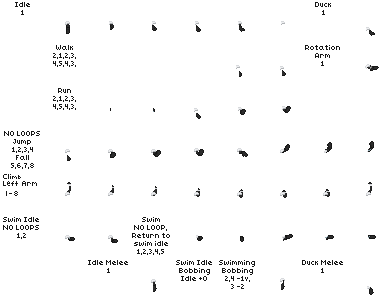 Idle
1
Duck
1
Walk
2,1,2,3,
4,5,4,3,
Rotation
Arm
1
Run
2,1,2,3,
4,5,4,3,
NO LOOPS
Jump
1,2,3,4
Fall
5,6,7,8
Climb
Left Arm
1-8
Swim Idle
NO LOOPS
1,2
Swim
NO LOOP,
Return to
swim idle
1,2,3,4,5
Idle Melee
1
Swim Idle
Bobbing
Idle +0
Swimming
Bobbing
2,4 -1v,
3 -2
Duck Melee
1